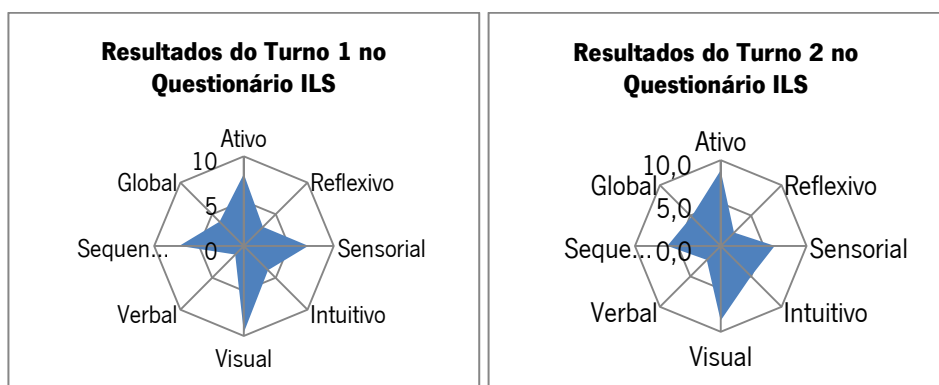 Resultados do Turno 1 no
Questionário ILS
Ativo
10
Global
Reflexivo
5
Sequen...
0
Sensorial
Verbal
Intuitivo
Visual
Resultados do Turno 2 no
Questionário ILS
Ativo
10,0
Global
Reflexivo
5,0
Seque...
0,0
Sensorial
Verbal
Intuitivo
Visual